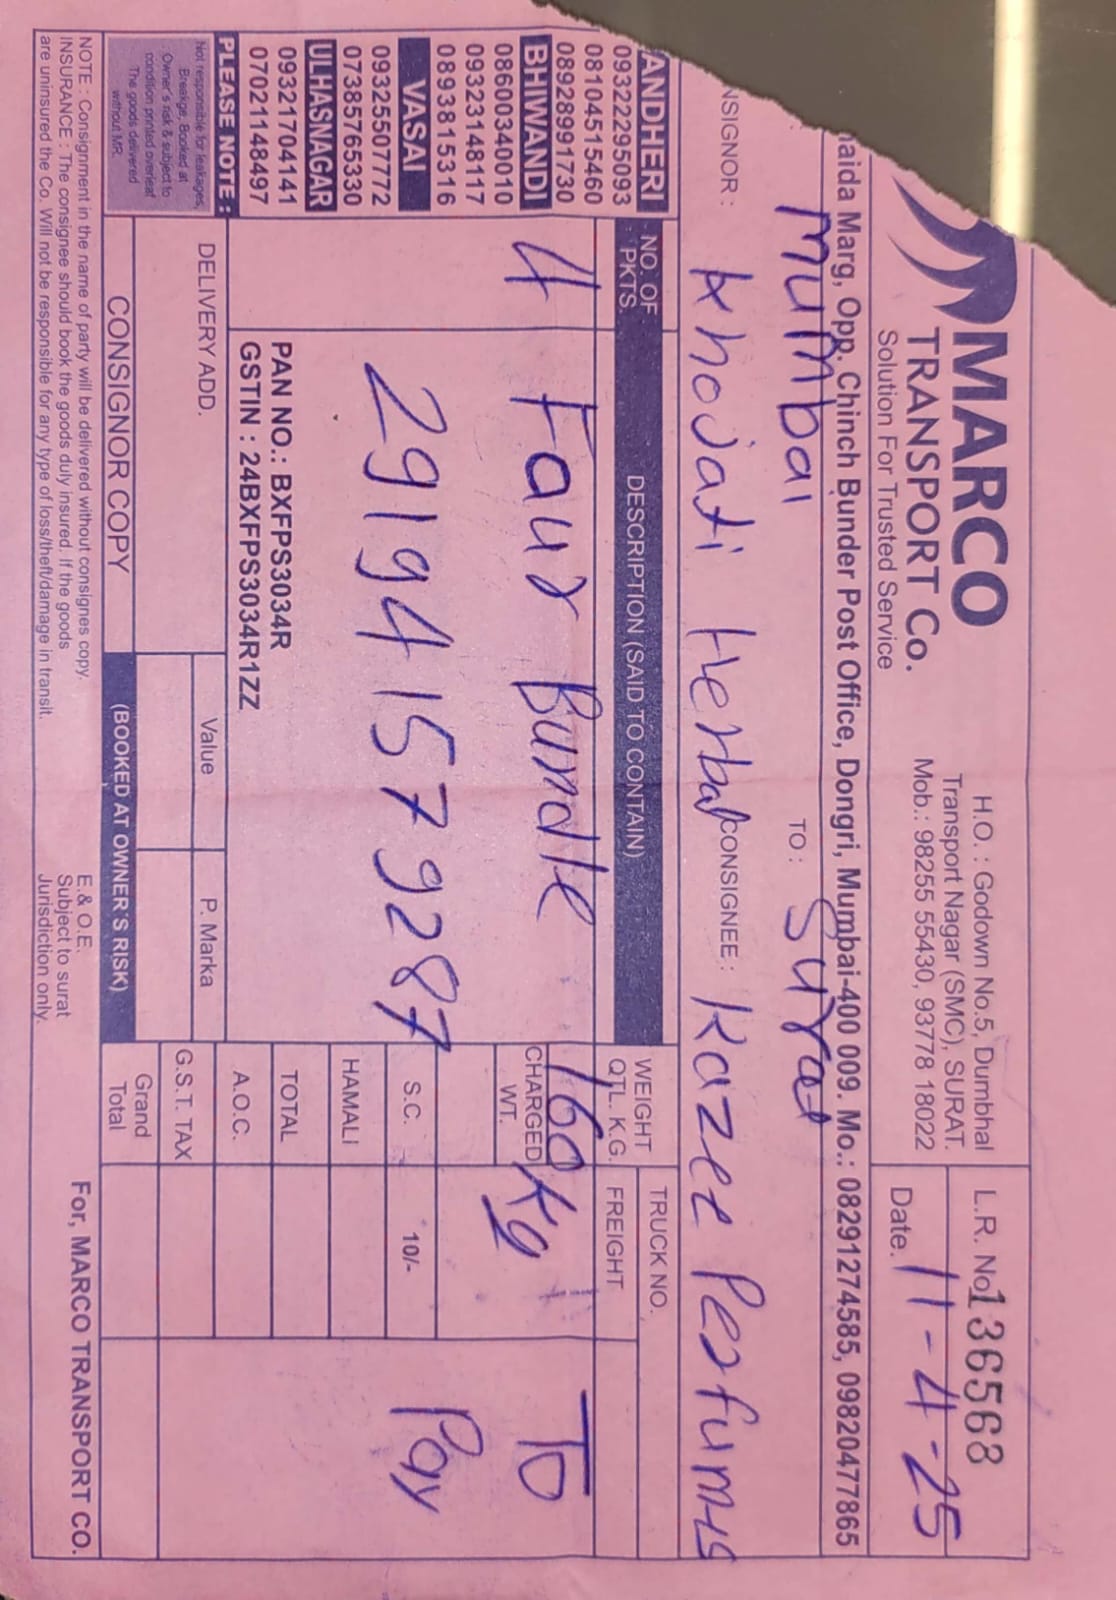 MARCO
TRANSPORT Co.
Solution For Trusted Service
H.O. : Godown No.5, Dumbhal
Transport Nagar (SMC), SURAT.
Mob.: 98255 55430, 93778 18022
L.R. No. 136568
Date. 11-4-25
Marg, Opp. Chinch Bunder Post Office, Dongri, Mumbai-400 009. Mo.: 08291274585, 09820477865
Mumbai TO : Surat
NSIGNOR : Khojati Herbal CONSIGNEE : Kazee Perfumes
ANDHERI
09322295093
08104515460
08928991730
BHIWANDI
08600340010
09323148117
08938815316
VASAI
09325507772
07385765330
ULHASNAGAR
09321704141
07021148497
PLEASE NOTE :
Not responsible for leakages,
Breakge, Booked at
Owner's risk & subject to
condition printed overleaf
The goods delivered
without MR.
NO. OF PKTS.
DESCRIPTION (SAID TO CONTAIN)
WEIGHT QTL. K.G.
TRUCK NO.
FREIGHT
4 Four Bundle
160 Kg
To
Pay
291941579287
CHARGED WT.
S.C. 10/-
HAMALI
TOTAL
A.O.C.
G.S.T. TAX
Grand Total
PAN NO.: BXFPS3034R
GSTIN : 24BXFPS3034R1ZZ
DELIVERY ADD.
Value
P. Marka
CONSIGNOR COPY
(BOOKED AT OWNER'S RISK)
NOTE : Consignment in the name of party will be delivered without consignes copy.
INSURANCE : The consignee should book the goods duly insured. If the goods
are uninsured the Co. Will not be responsible for any type of loss/theft/damage in transit.
E.& O.E.
Subject to surat
Jurisdiction only.
For, MARCO TRANSPORT CO.